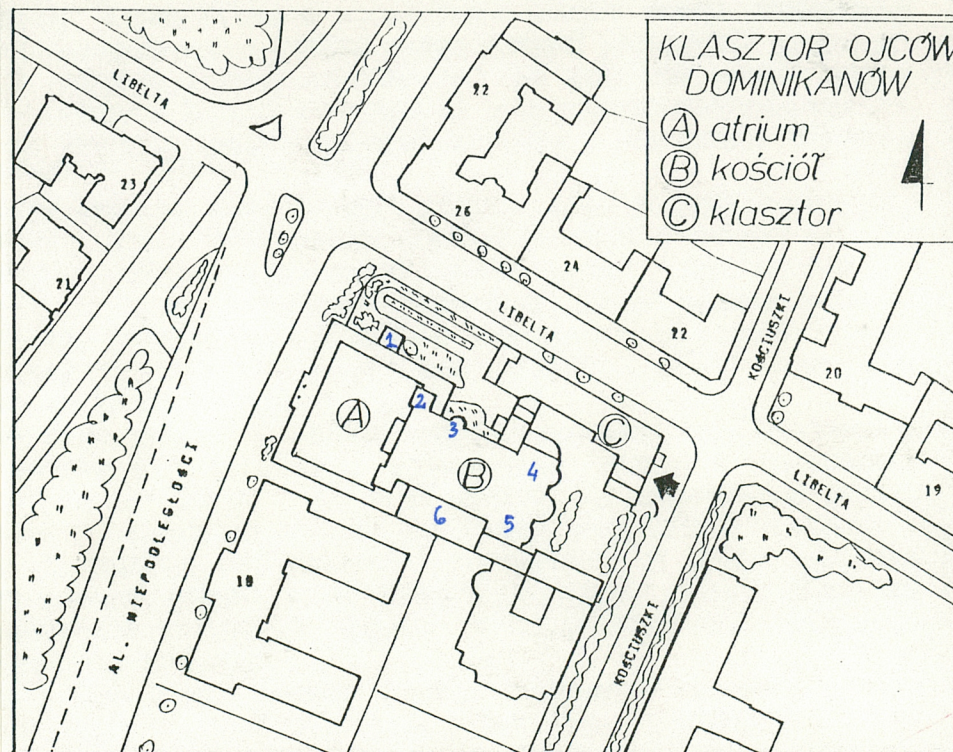 KLASZTOR OJCÓW
DOMINIKANÓW
A atrium
B kościół
C klasztor
LIBELTA
22
23
26
24
21
LIBELTA
22
KOŚCIUSZKI
20
1
2
A
3
C
B
4
LIBELTA
19
6
5
18
AL. NIEPODLEGŁOŚCI
KOŚCIUSZKI